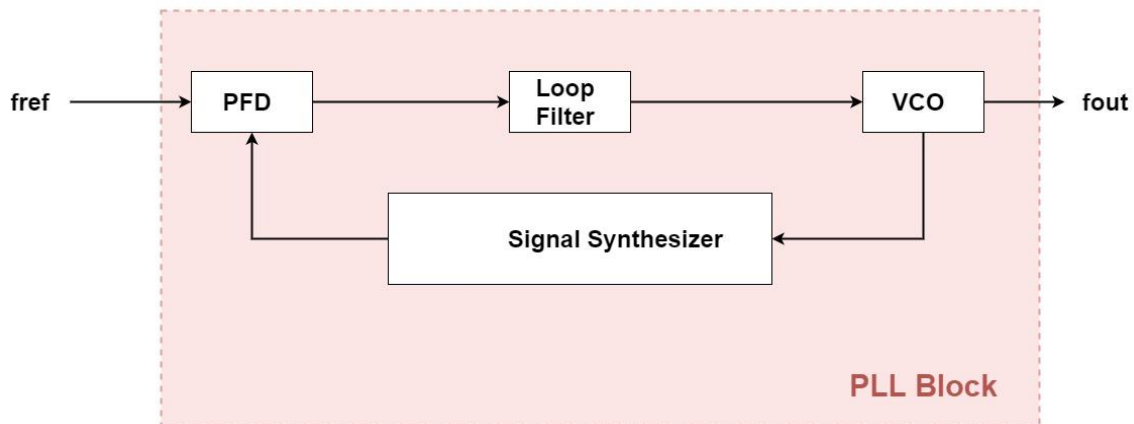 fref
PFD
Loop
Filter
VCO
fout
Signal Synthesizer
PLL Block